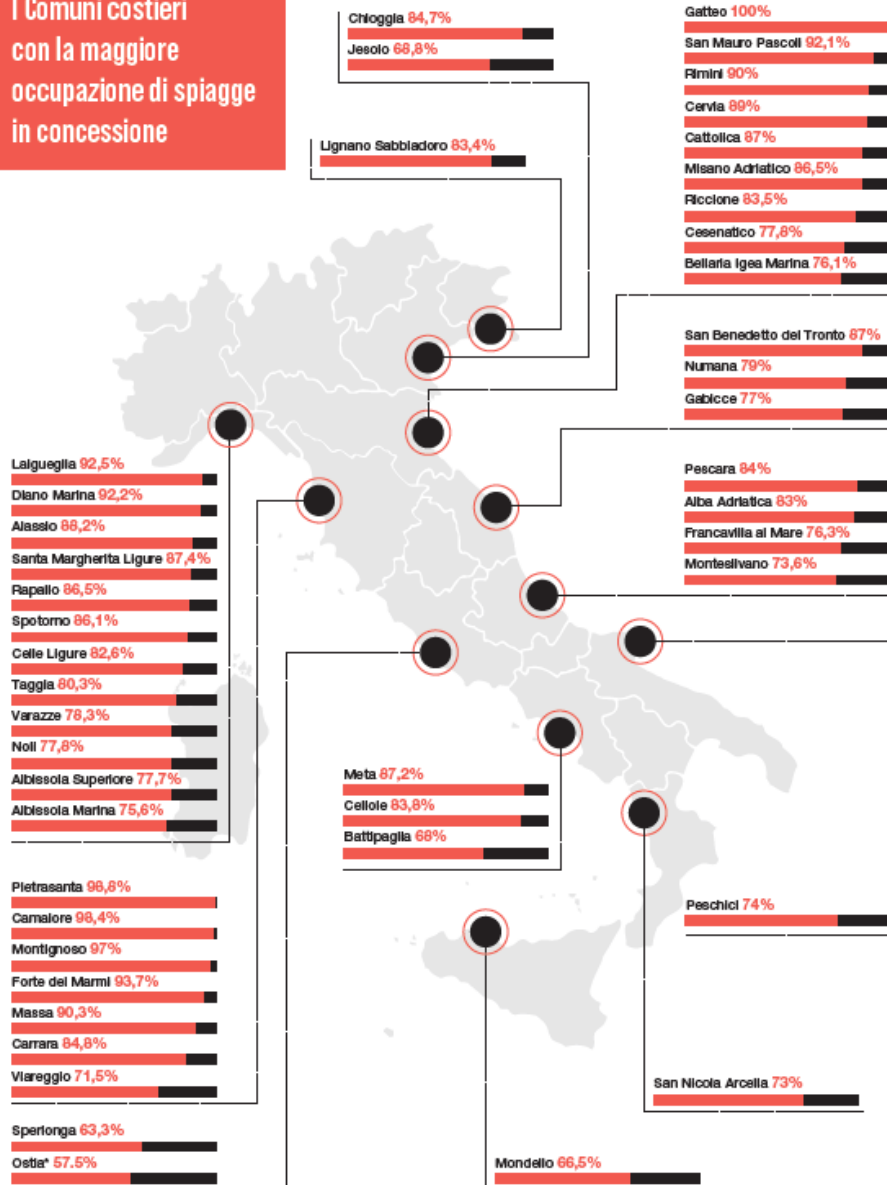 I Comuni costieri
con la maggiore
occupazione di spiagge
in concessione
Chioggia 84,7%
Jesolo 68,8%
Lignano Sabbiadoro 83,4%
Gatteo 100%
San Mauro Pascoli 92,1%
Rimini 90%
Cervia 89%
Cattolica 87%
Misano Adriatico 86,5%
Riccione 83,5%
Cesenatico 77,8%
Bellaria Igea Marina 76,1%
San Benedetto del Tronto 87%
Numana 79%
Gabicce 77%
Pescara 84%
Alba Adriatica 83%
Francavilla al Mare 76,3%
Montesilvano 73,6%
Laigueglia 92,5%
Diano Marina 92,2%
Alassio 88,2%
Santa Margherita Ligure 87,4%
Rapallo 86,5%
Spotorno 86,1%
Celle Ligure 82,6%
Taggia 80,3%
Varazze 78,3%
Noli 77,8%
Albissola Superiore 77,7%
Albissola Marina 75,6%
Meta 87,2%
Cellole 83,8%
Battipaglia 68%
Pietrasanta 98,8%
Camaiore 98,4%
Montignoso 97%
Forte dei Marmi 93,7%
Massa 90,3%
Carrara 84,8%
Viareggio 71,5%
Peschici 74%
San Nicola Arcella 73%
Sperlonga 63,3%
Ostia* 57.5%
Mondello 66,5%